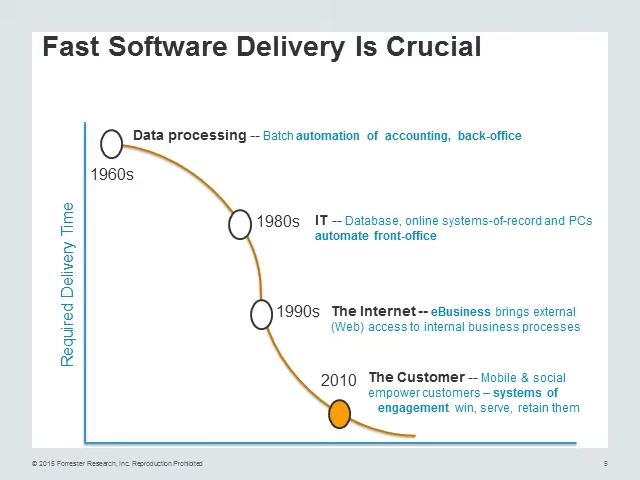 Fast Software Delivery Is Crucial
Data processing -- Batch automation of accounting, back-office
1960s
1980s
IT -- Database, online systems-of-record and PCs
automate front-office
1990s
The Internet -- eBusiness brings external
(Web) access to internal business processes
2010
The Customer -- Mobile & social
empower customers – systems of
engagement win, serve, retain them
Required Delivery Time
© 2015 Forrester Research, Inc. Reproduction Prohibited
5